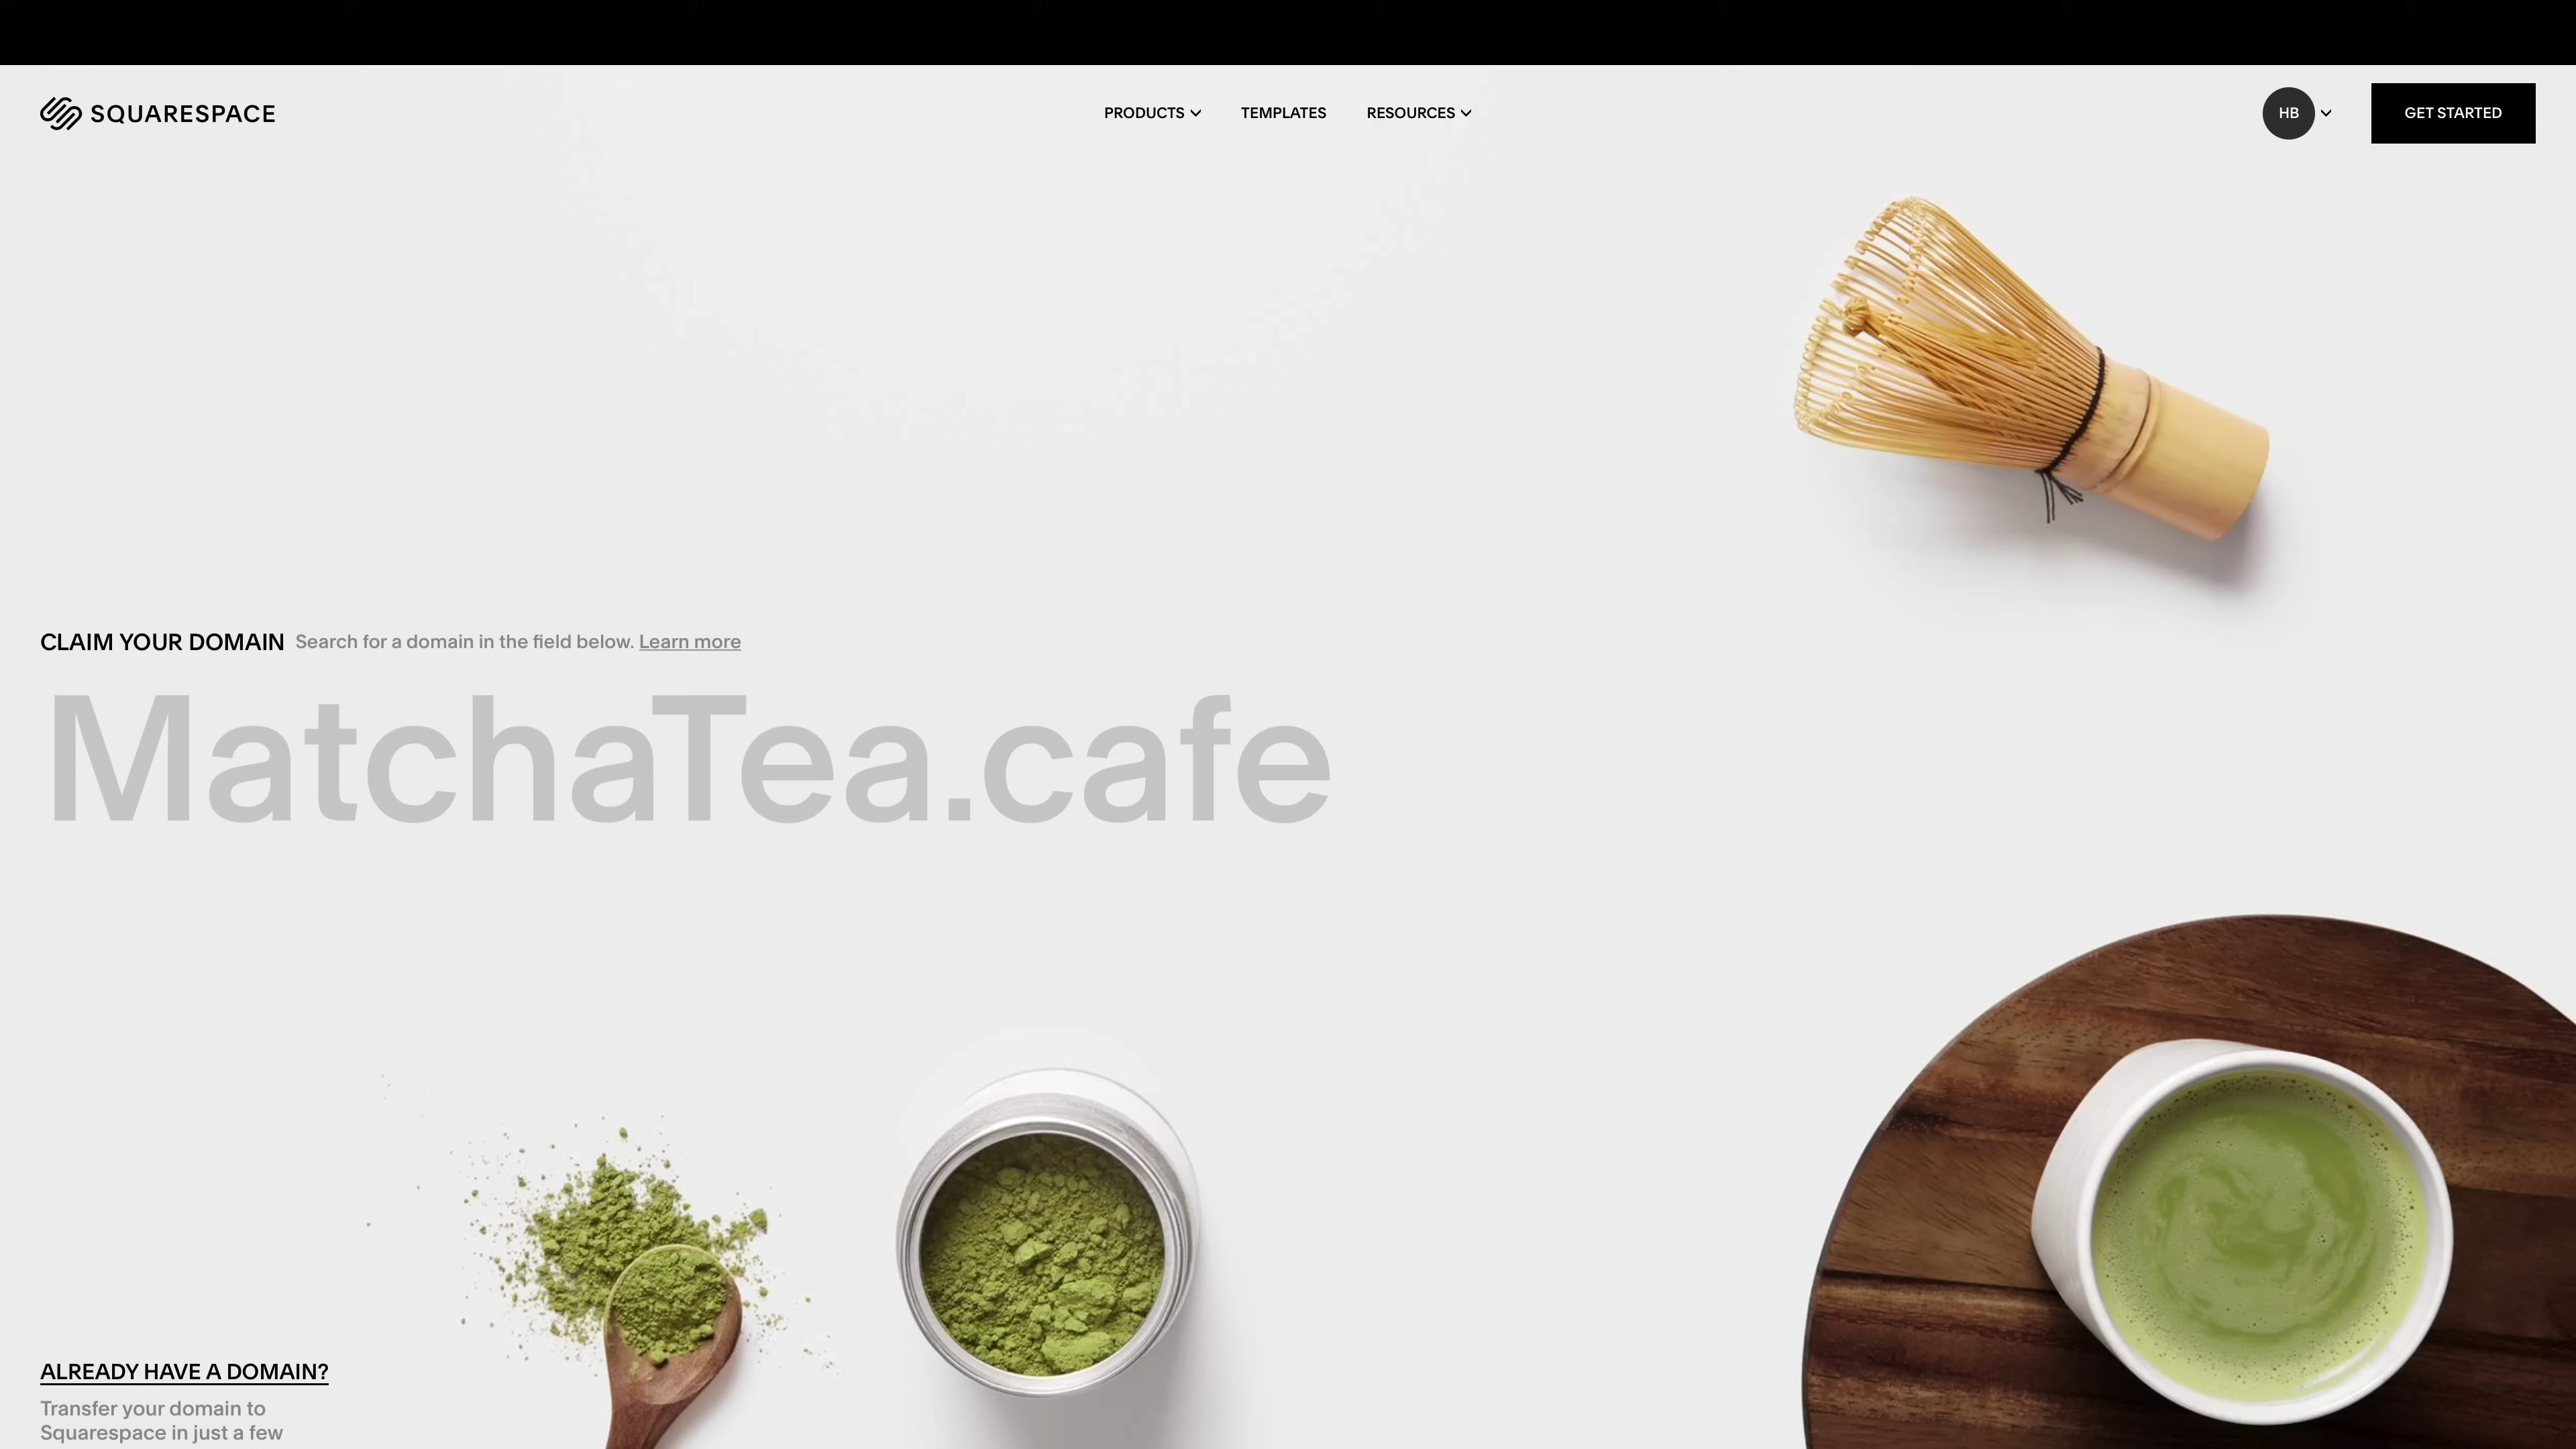 SQUARESPACE
PRODUCTS
TEMPLATES
RESOURCES
HB
GET STARTED
CLAIM YOUR DOMAIN Search for a domain in the field below. Learn more
MatchaTea.cafe
ALREADY HAVE A DOMAIN?
Transfer your domain to
Squarespace in just a few